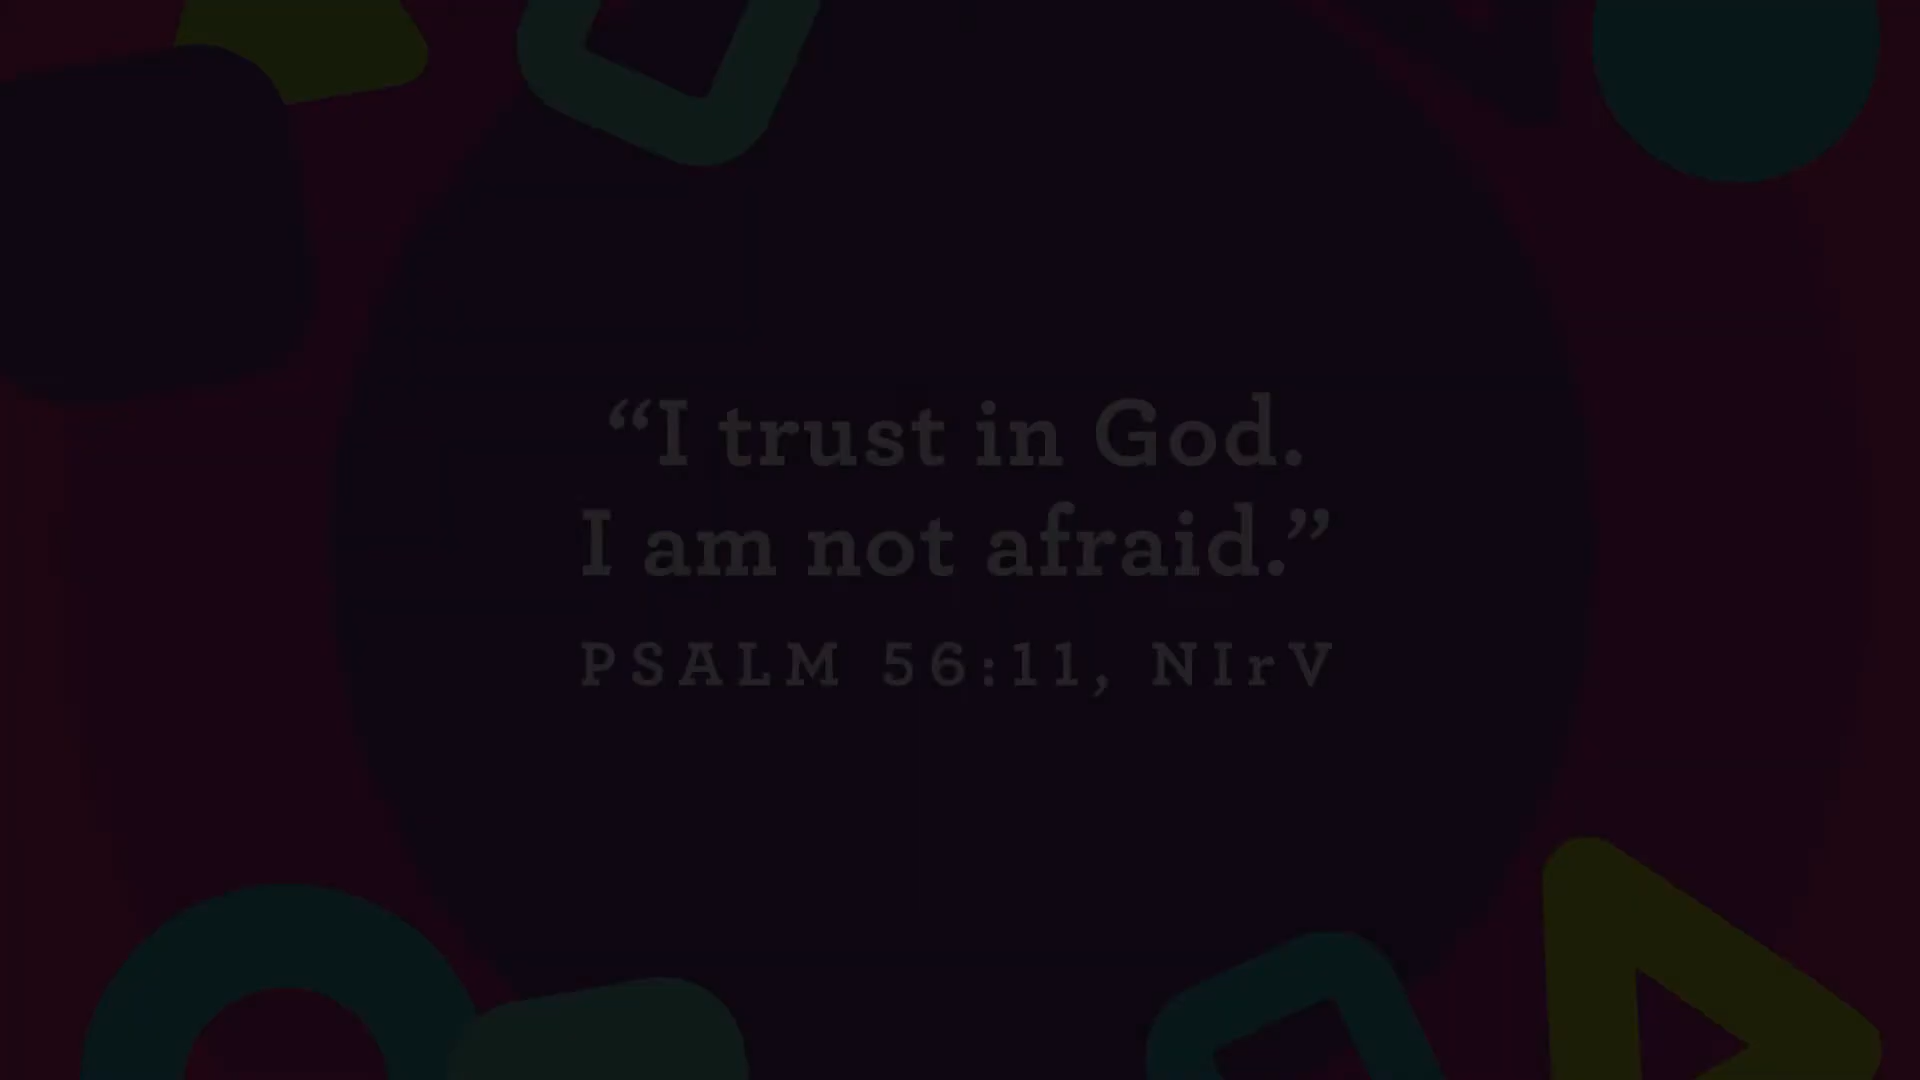 “I trust in God.
I am not afraid.”
PSALM 56:11, NIrV